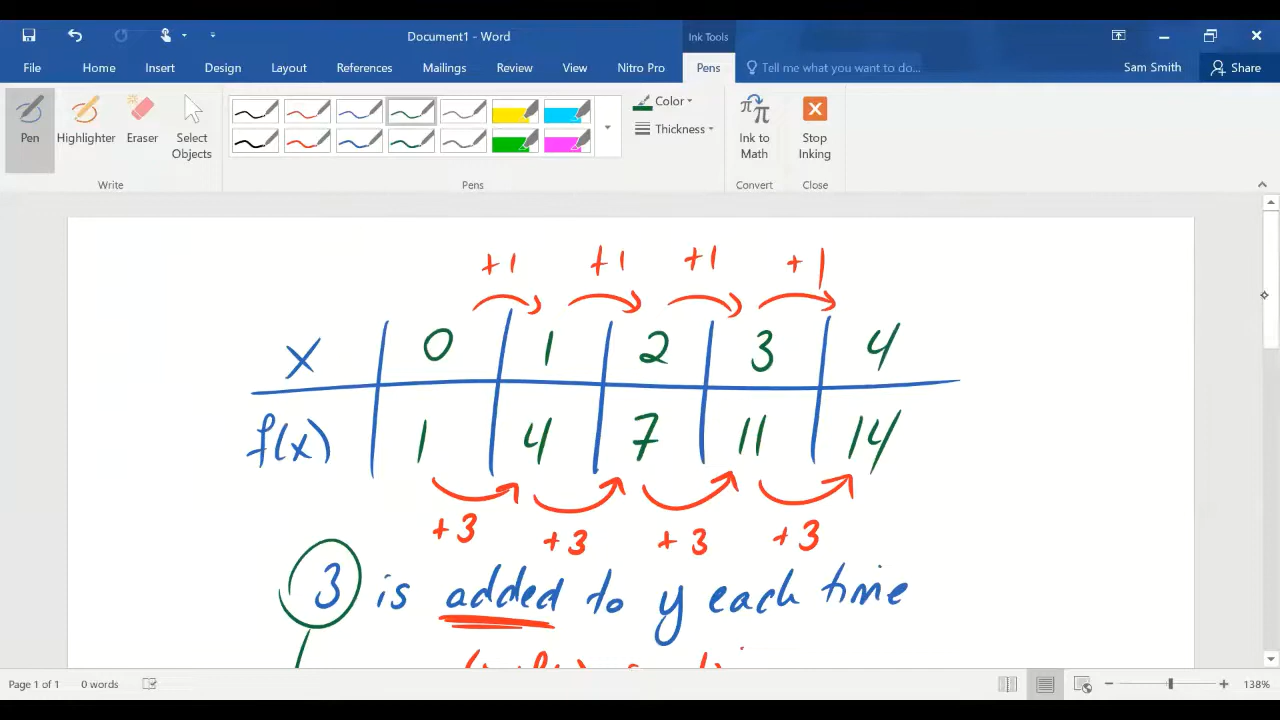 Document1 - Word
Ink Tools
File Home Insert Design Layout References Mailings Review View Nitro Pro Pens Tell me what you want to do... Sam Smith Share
Pen Highlighter Eraser Select Objects Color Thickness Ink to Math Stop Inking
Write Pens Convert Close
+1 +1 +1 +1
x 0 1 2 3 4
f(x) 1 4 7 11 14
+3 +3 +3 +3
3 is added to y each time
Page 1 of 1 0 words 138%